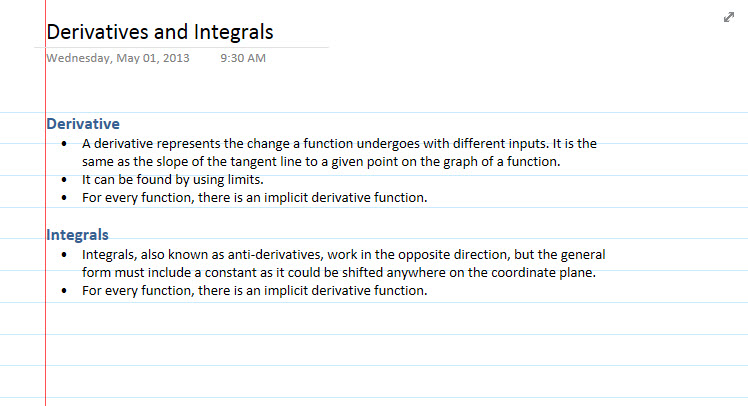 Derivatives and Integrals
Wednesday, May 01, 2013 9:30 AM
Derivative
• A derivative represents the change a function undergoes with different inputs. It is the
same as the slope of the tangent line to a given point on the graph of a function.
• It can be found by using limits.
• For every function, there is an implicit derivative function.
Integrals
• Integrals, also known as anti-derivatives, work in the opposite direction, but the general
form must include a constant as it could be shifted anywhere on the coordinate plane.
• For every function, there is an implicit derivative function.